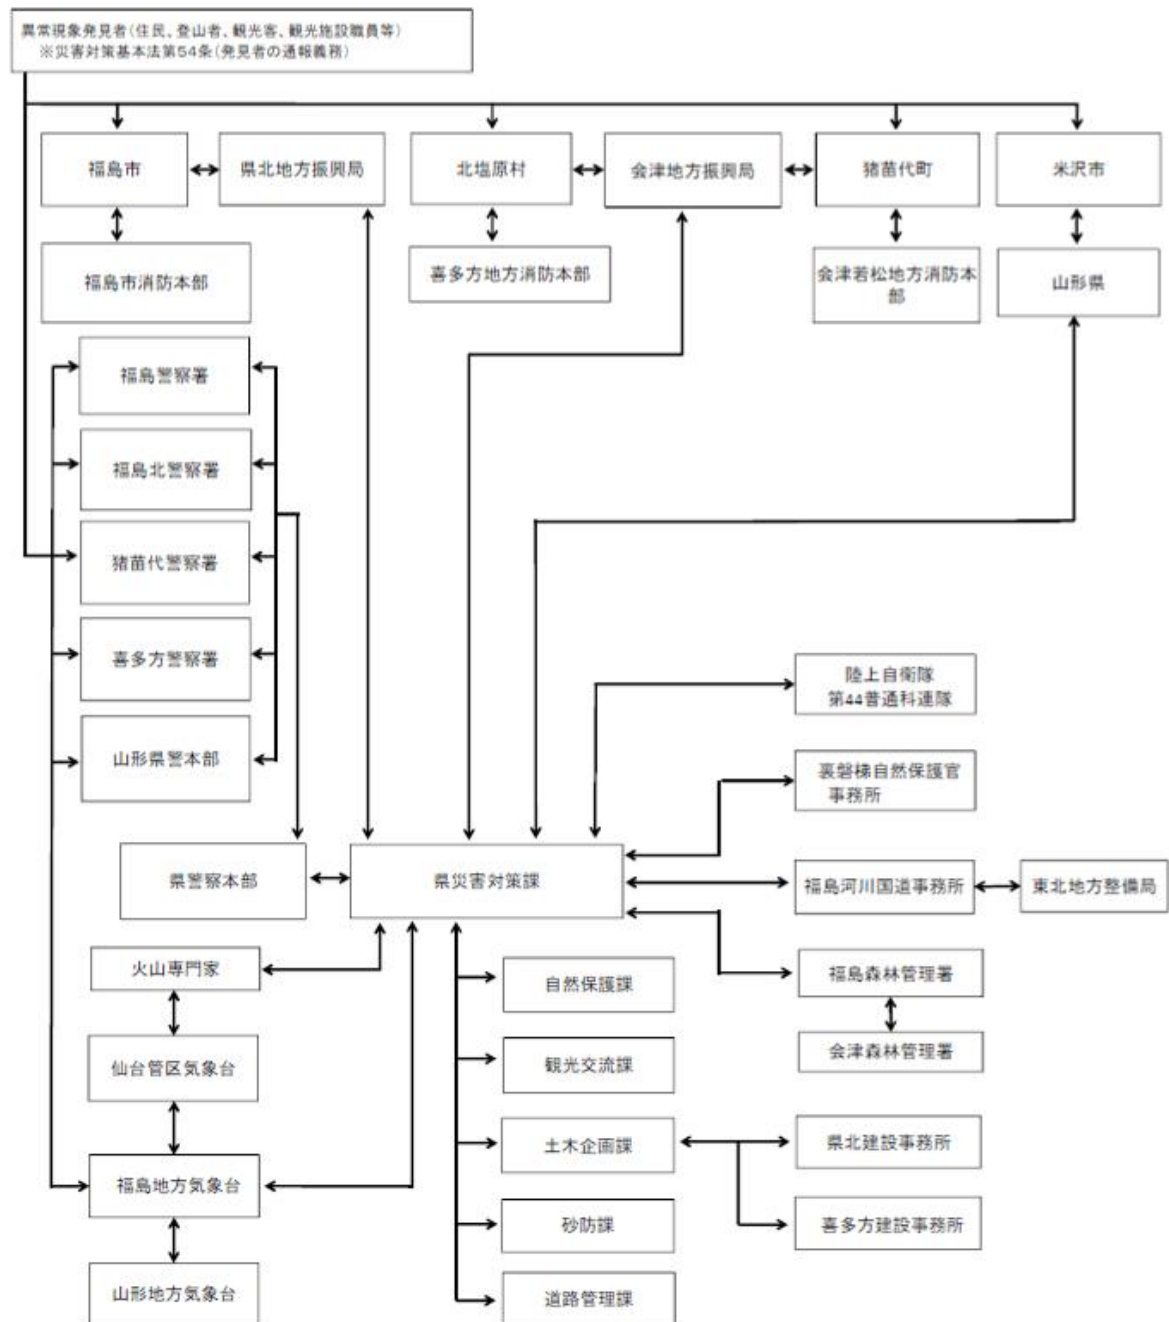 異常現象発見者(住民、登山者、観光客、観光施設職員等)
※災害対策基本法第54条(発見者の通報義務)
福島市
県北地方振興局
北塩原村
会津地方振興局
猪苗代町
米沢市
福島市消防本部
喜多方地方消防本部
会津若松地方消防本
部
山形県
福島警察署
福島北警察署
猪苗代警察署
喜多方警察署
山形県警本部
陸上自衛隊
第44普通科連隊
裏磐梯自然保護官
事務所
県警察本部
県災害対策課
福島河川国道事務所
東北地方整備局
火山専門家
自然保護課
福島森林管理署
仙台管区気象台
観光交流課
会津森林管理署
福島地方気象台
土木企画課
県北建設事務所
砂防課
喜多方建設事務所
山形地方気象台
道路管理課